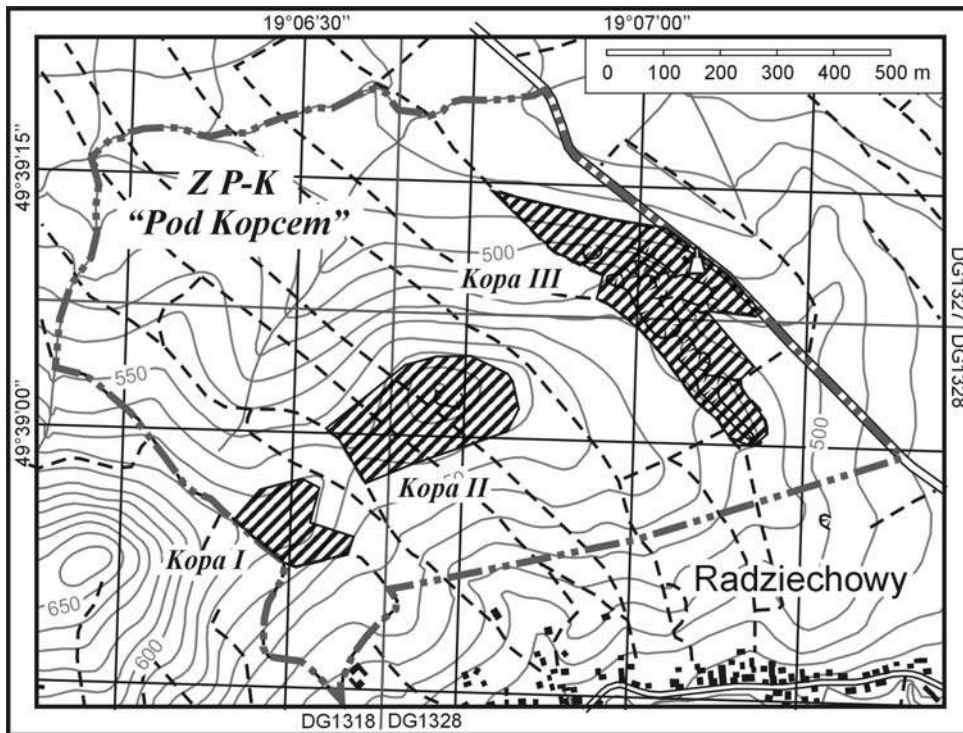 19°06'30" 19°07'00"
0 100 200 300 400 500 m
49°39'15"
Z P-K
"Pod Kopcem"
500
Kopa III
DG1327 DG1328
550
49°39'00"
500
50
Kopa II
Kopa I
Radziechowy
650
600
DG1318 DG1328